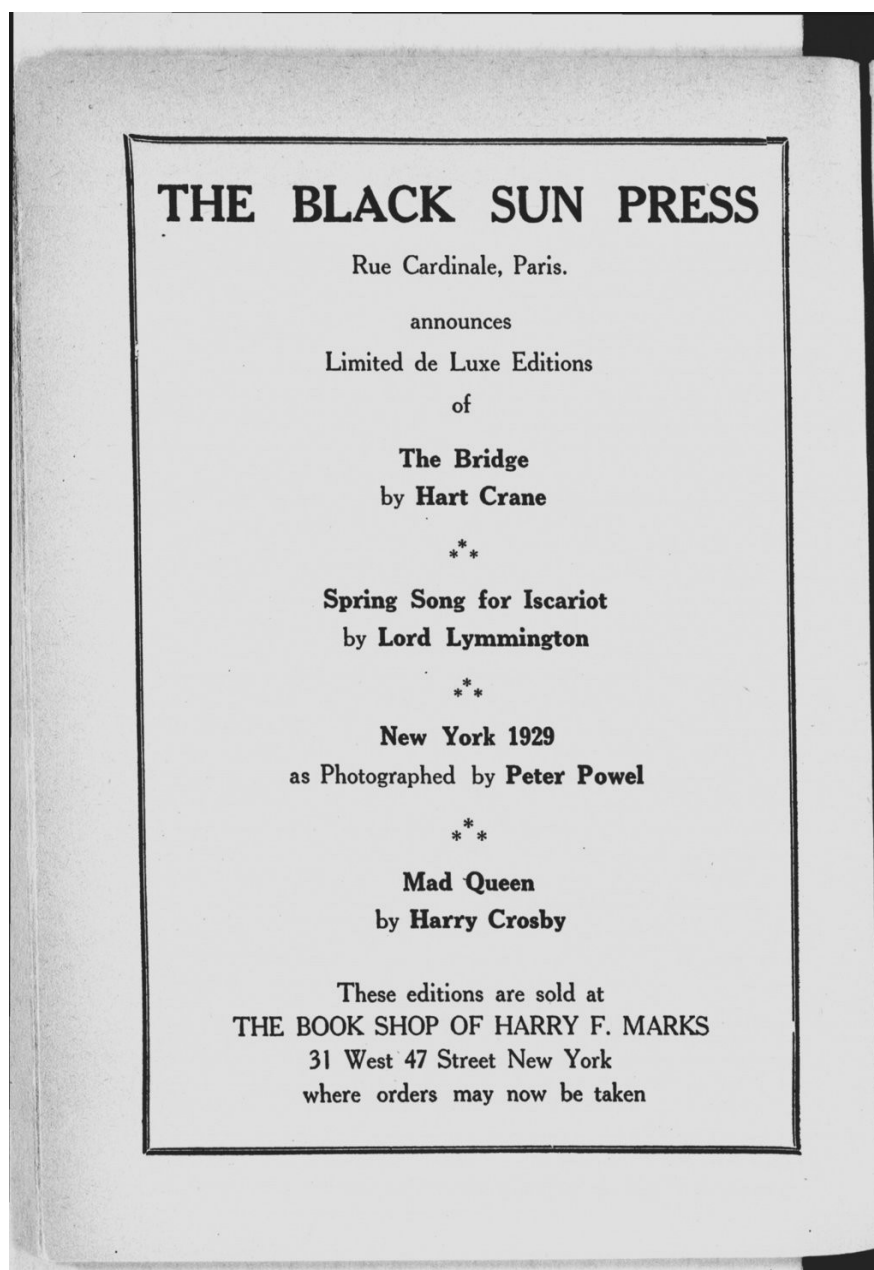 THE BLACK SUN PRESS
Rue Cardinale, Paris.
announces
Limited de Luxe Editions
of
The Bridge
by Hart Crane
***
Spring Song for Iscariot
by Lord Lymmington
***
New York 1929
as Photographed by Peter Powel
***
Mad Queen
by Harry Crosby
These editions are sold at
THE BOOK SHOP OF HARRY F. MARKS
31 West 47 Street New York
where orders may now be taken